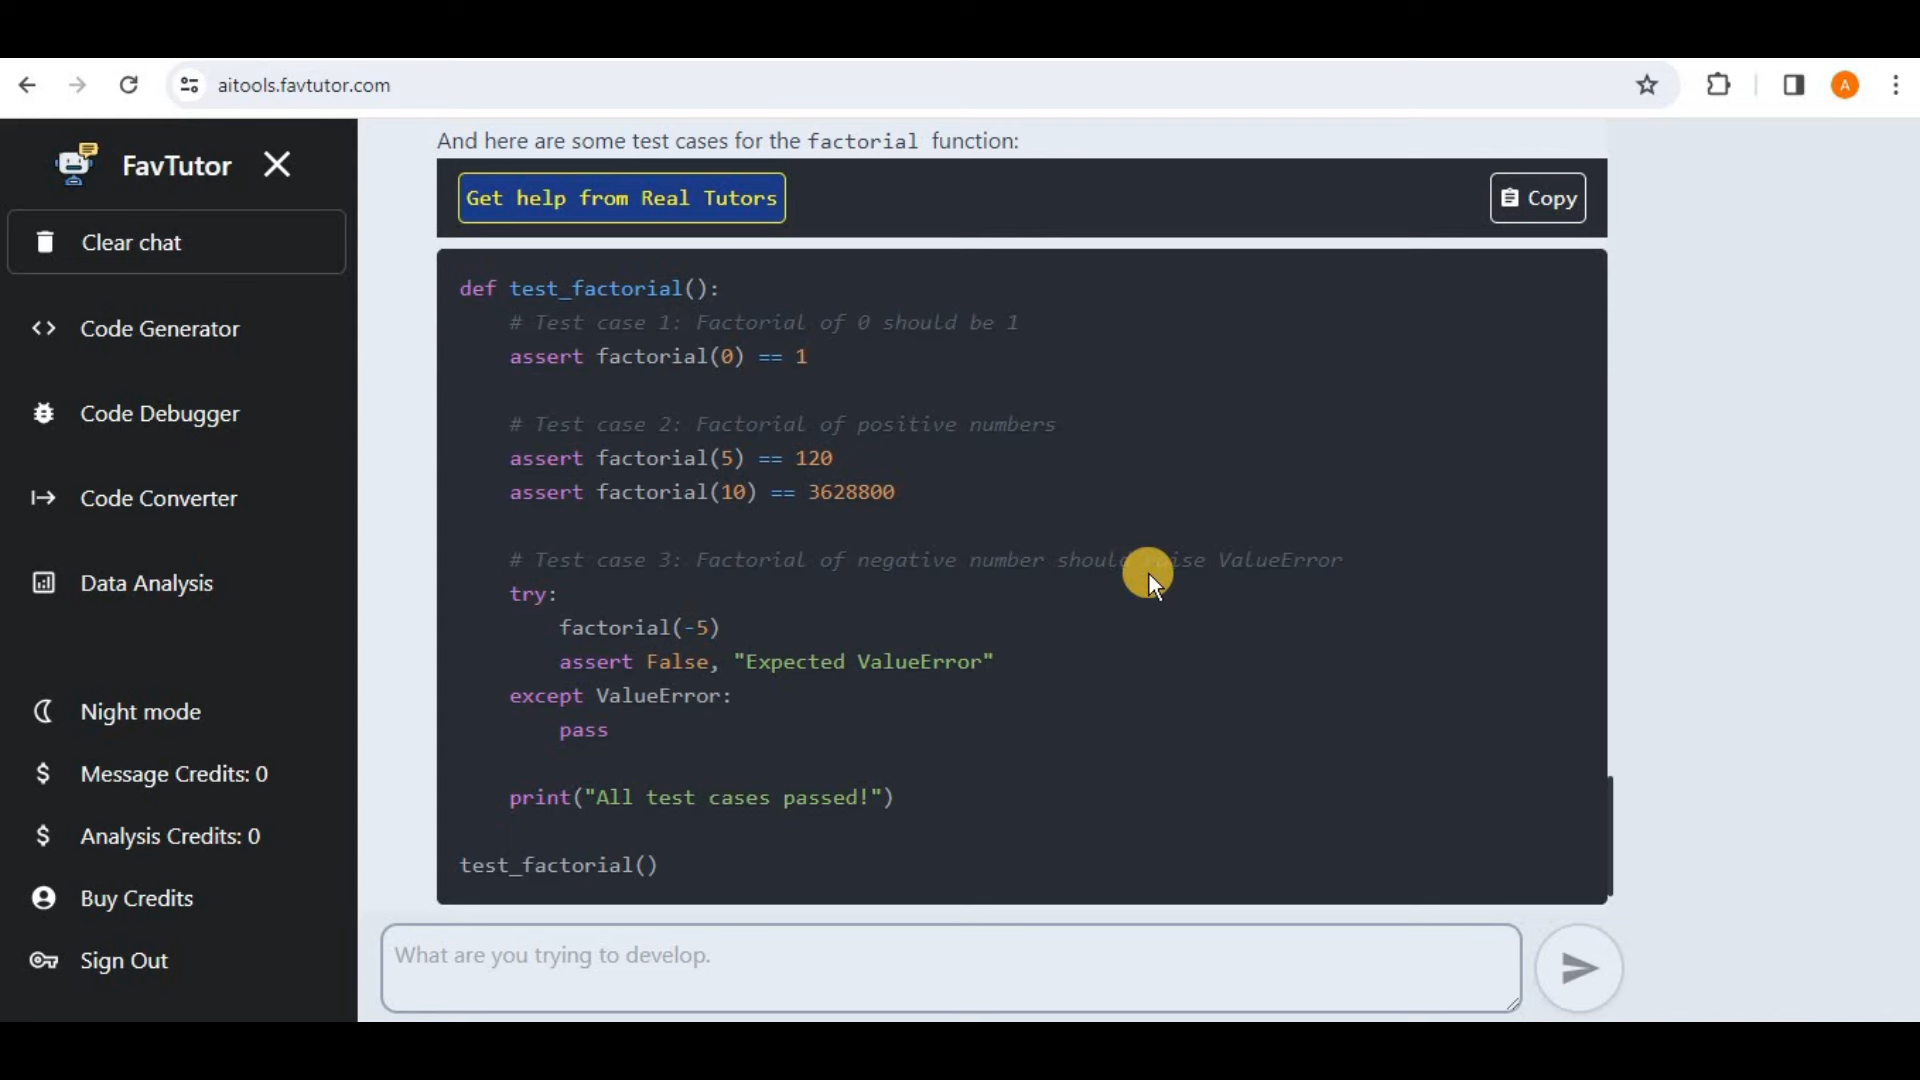 aitools.favtutor.com
A
FavTutor
Clear chat
Code Generator
Code Debugger
Code Converter
Data Analysis
Night mode
Message Credits: 0
Analysis Credits: 0
Buy Credits
Sign Out
And here are some test cases for the factorial function:
Get help from Real Tutors
Copy
def test_factorial():
    # Test case 1: Factorial of 0 should be 1
    assert factorial(0) == 1
    # Test case 2: Factorial of positive numbers
    assert factorial(5) == 120
    assert factorial(10) == 3628800
    # Test case 3: Factorial of negative number should raise ValueError
    try:
        factorial(-5)
        assert False, "Expected ValueError"
    except ValueError:
        pass
    print("All test cases passed!")
test_factorial()
What are you trying to develop.